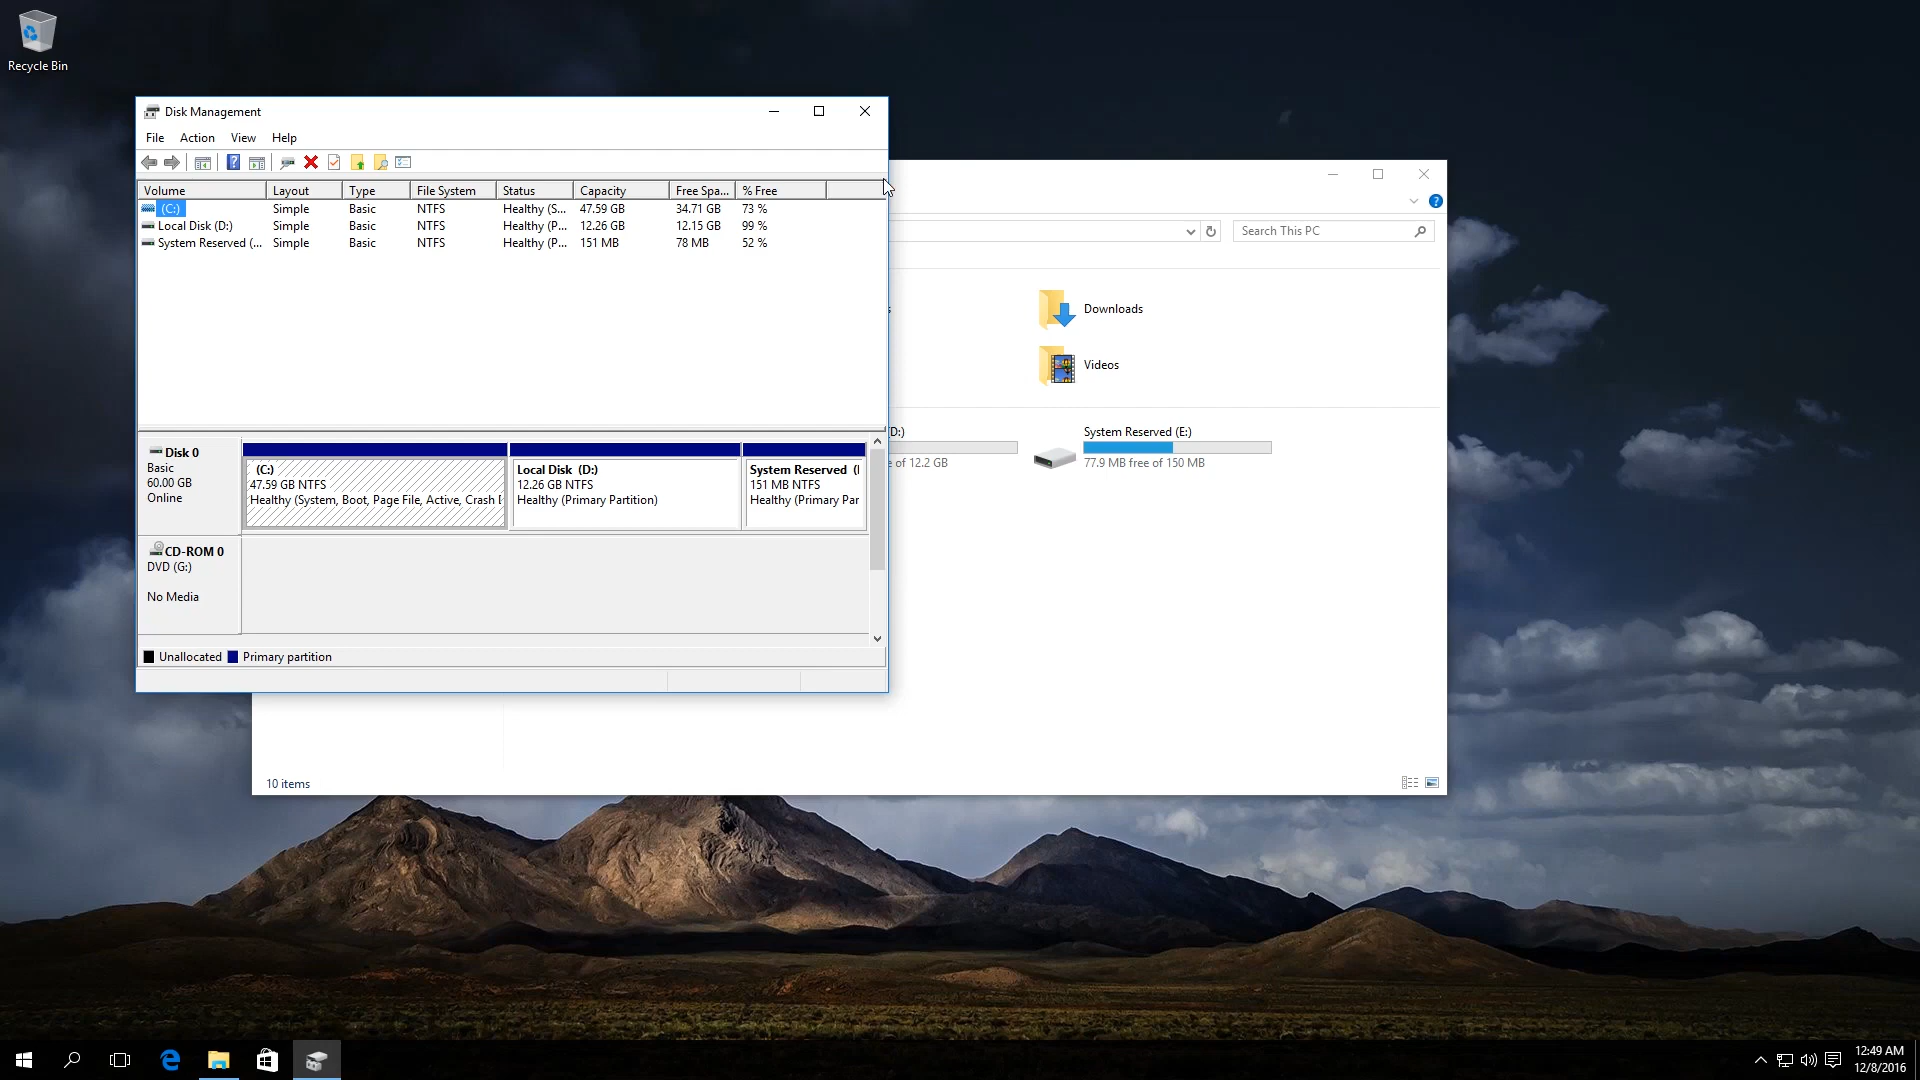 Recycle Bin
Disk Management
File Action View Help
Volume Layout Type File System Status Capacity Free Spa... % Free
(C:) Simple Basic NTFS Healthy (S... 47.59 GB 34.71 GB 73 %
Local Disk (D:) Simple Basic NTFS Healthy (P... 12.26 GB 12.15 GB 99 %
System Reserved (... Simple Basic NTFS Healthy (P... 151 MB 78 MB 52 %
Disk 0
Basic
60.00 GB
Online
(C:)
47.59 GB NTFS
Healthy (System, Boot, Page File, Active, Crash
Local Disk (D:)
12.26 GB NTFS
Healthy (Primary Partition)
System Reserved (
151 MB NTFS
Healthy (Primary Par
CD-ROM 0
DVD (G:)
No Media
Unallocated Primary partition
Search This PC
s
Downloads
Videos
(D:)
e of 12.2 GB
System Reserved (E:)
77.9 MB free of 150 MB
10 items
12:49 AM
12/8/2016